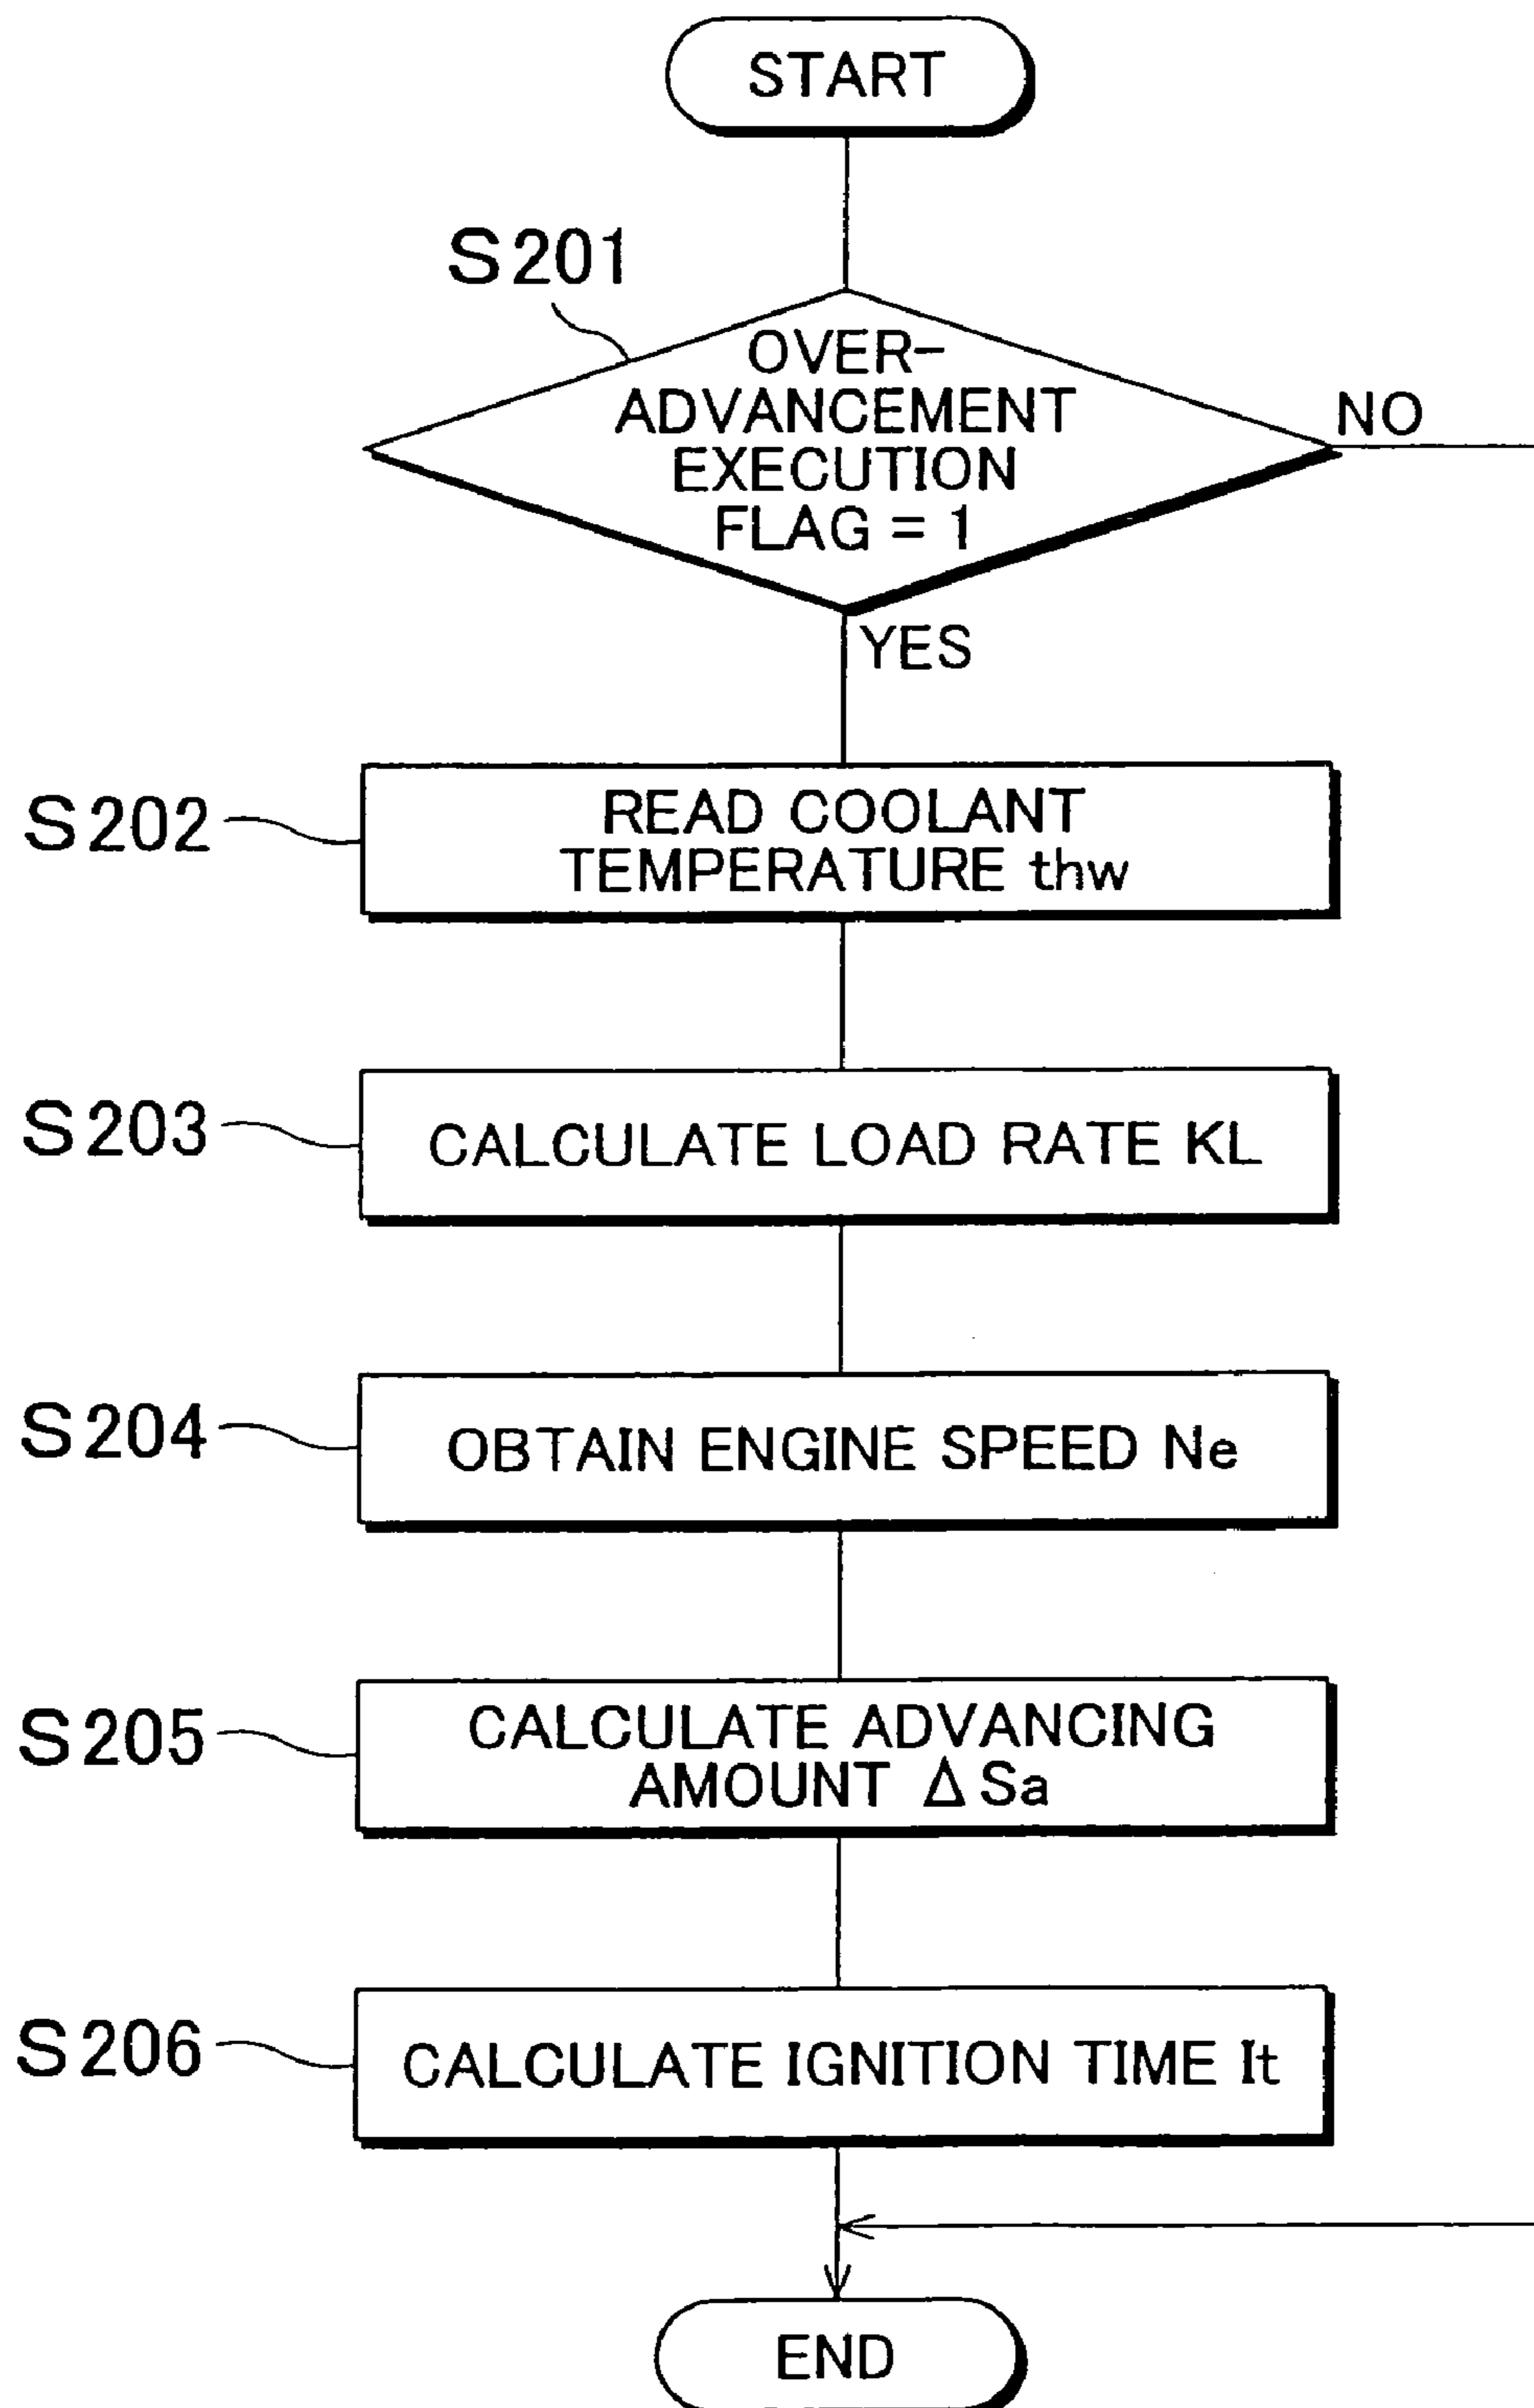 START
S201
OVER-
ADVANCEMENT
EXECUTION
FLAG = 1
NO
YES
S202
READ COOLANT
TEMPERATURE thw
S203
CALCULATE LOAD RATE KL
S204
OBTAIN ENGINE SPEED Ne
S205
CALCULATE ADVANCING
AMOUNT Δ Sa
S206
CALCULATE IGNITION TIME It
END